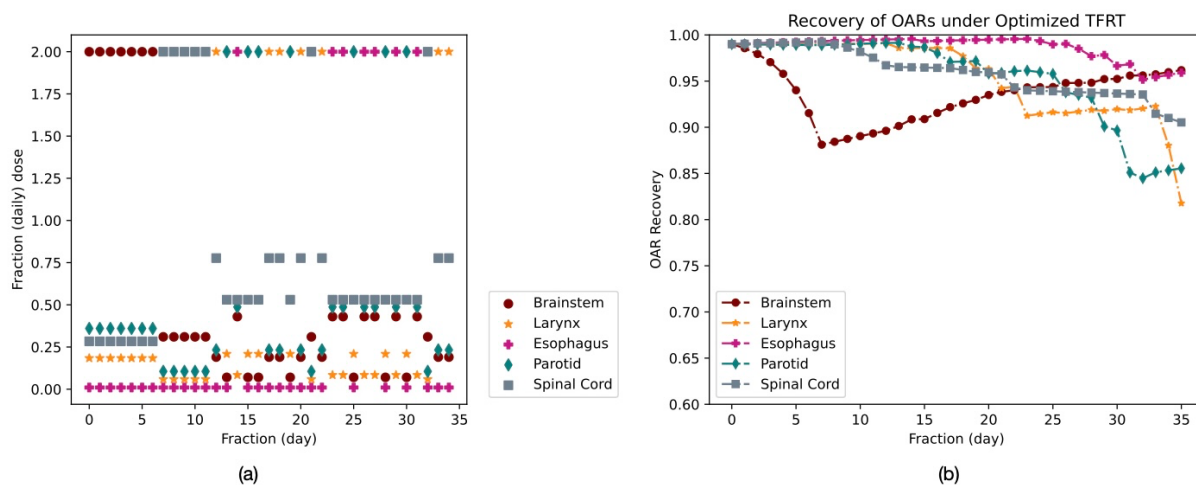 2.00
1.75
1.50
1.25
1.00
0.75
0.50
0.25
0.00
Fraction (daily) dose
0 5 10 15 20 25 30 35
Fraction (day)
Brainstem
Larynx
Esophagus
Parotid
Spinal Cord
(a)
Recovery of OARs under Optimized TFRT
1.00
0.95
0.90
0.85
0.80
0.75
0.70
0.65
0.60
OAR Recovery
Brainstem
Larynx
Esophagus
Parotid
Spinal Cord
0 5 10 15 20 25 30 35
Fraction (day)
(b)